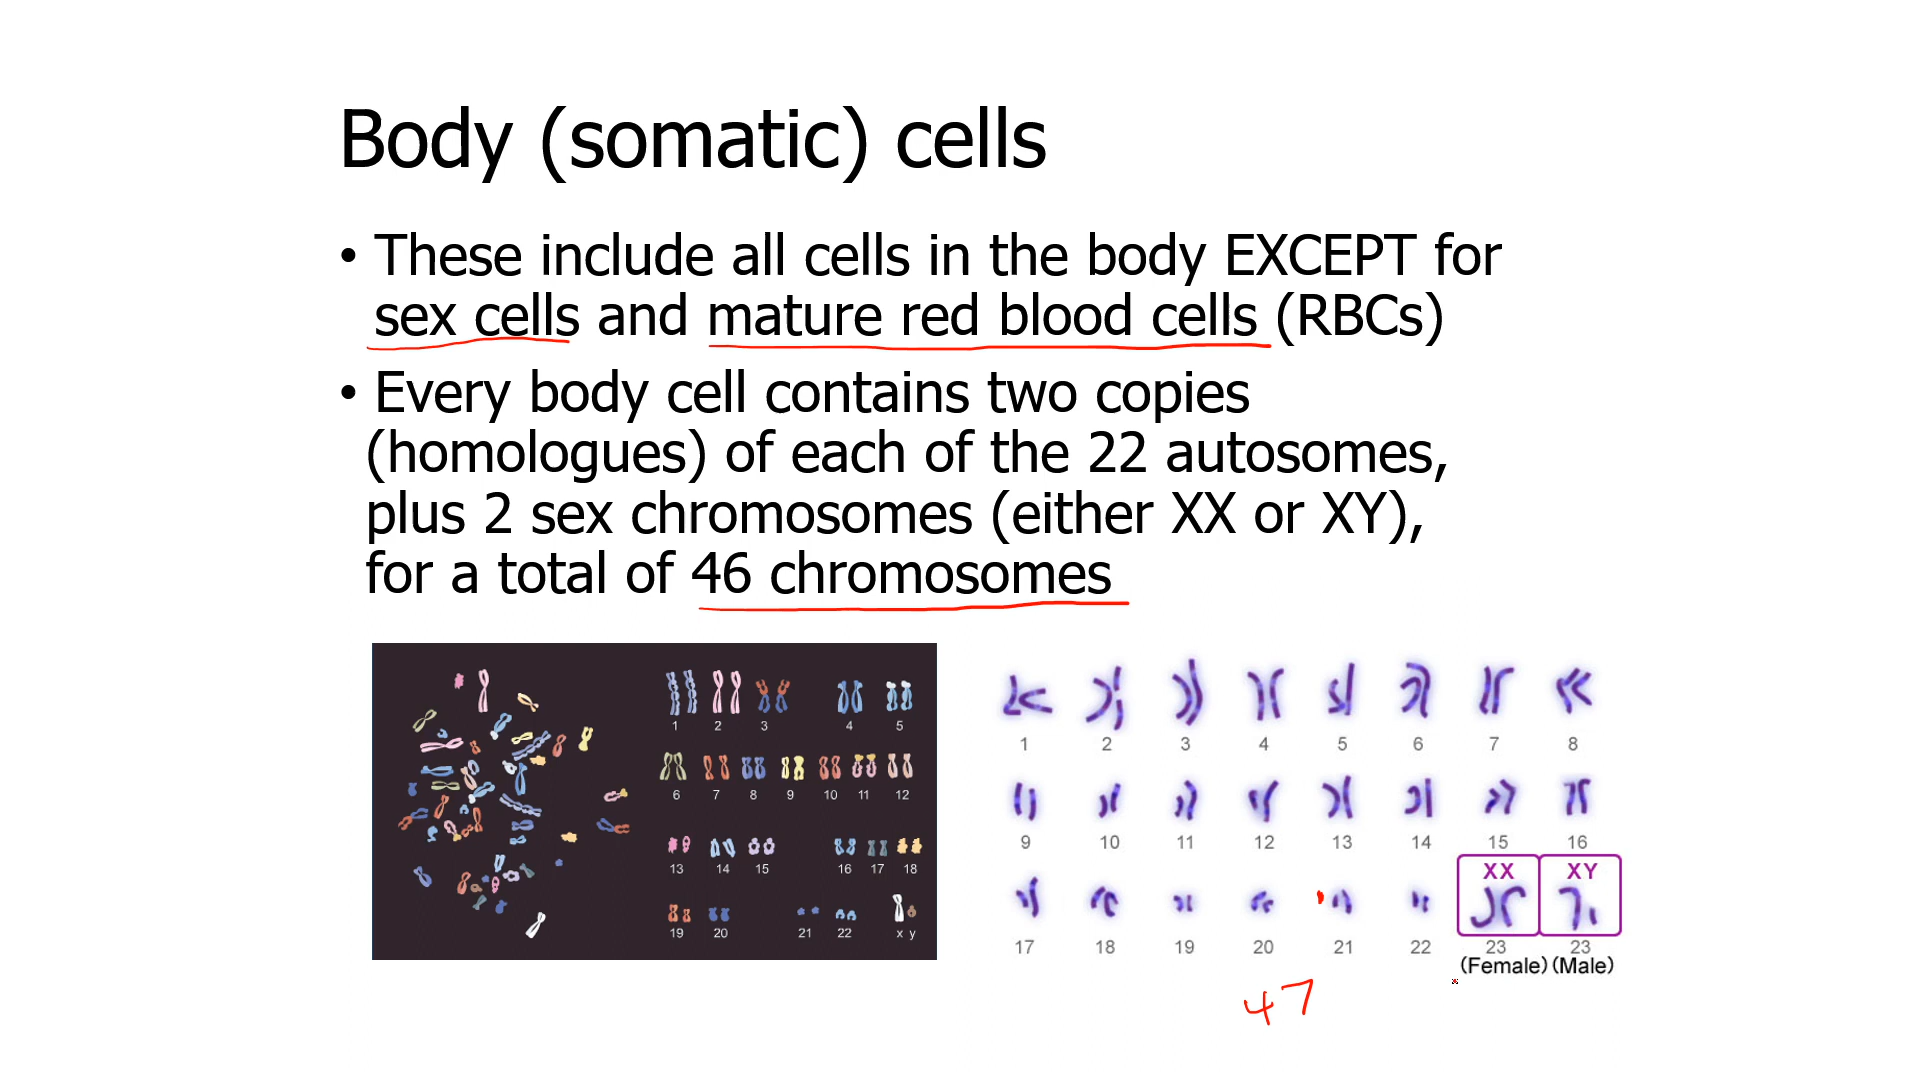 Body (somatic) cells
• These include all cells in the body EXCEPT for
sex cells and mature red blood cells (RBCs)
• Every body cell contains two copies
(homologues) of each of the 22 autosomes,
plus 2 sex chromosomes (either XX or XY),
for a total of 46 chromosomes
1 2 3 4 5
6 7 8 9 10 11 12
13 14 15 16 17 18
19 20 21 22 x y
1 2 3 4 5 6 7 8
9 10 11 12 13 14 15 16
XX XY
17 18 19 20 21 22 23 23
(Female) (Male)
47